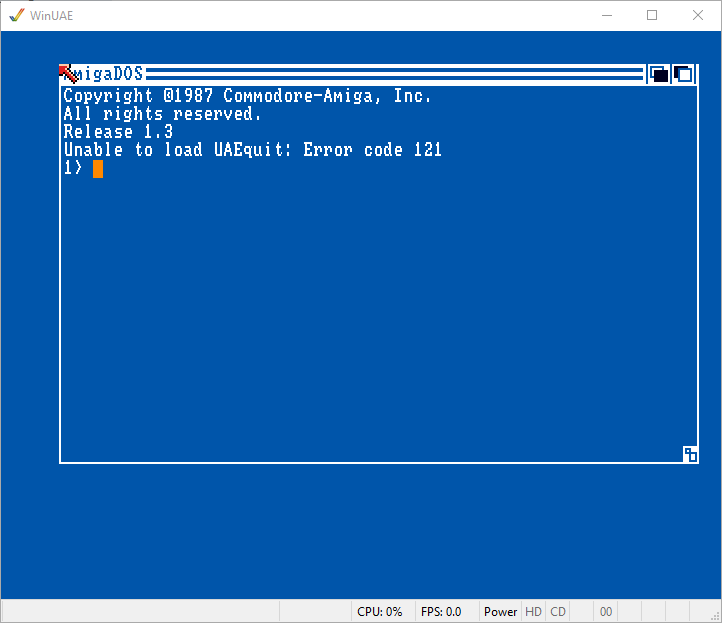 WinUAE
AmigaDOS
Copyright @1987 Commodore-Amiga, Inc.
All rights reserved.
Release 1.3
Unable to load UAEquit: Error code 121
1>
CPU: 0% FPS: 0.0 Power HD CD 00